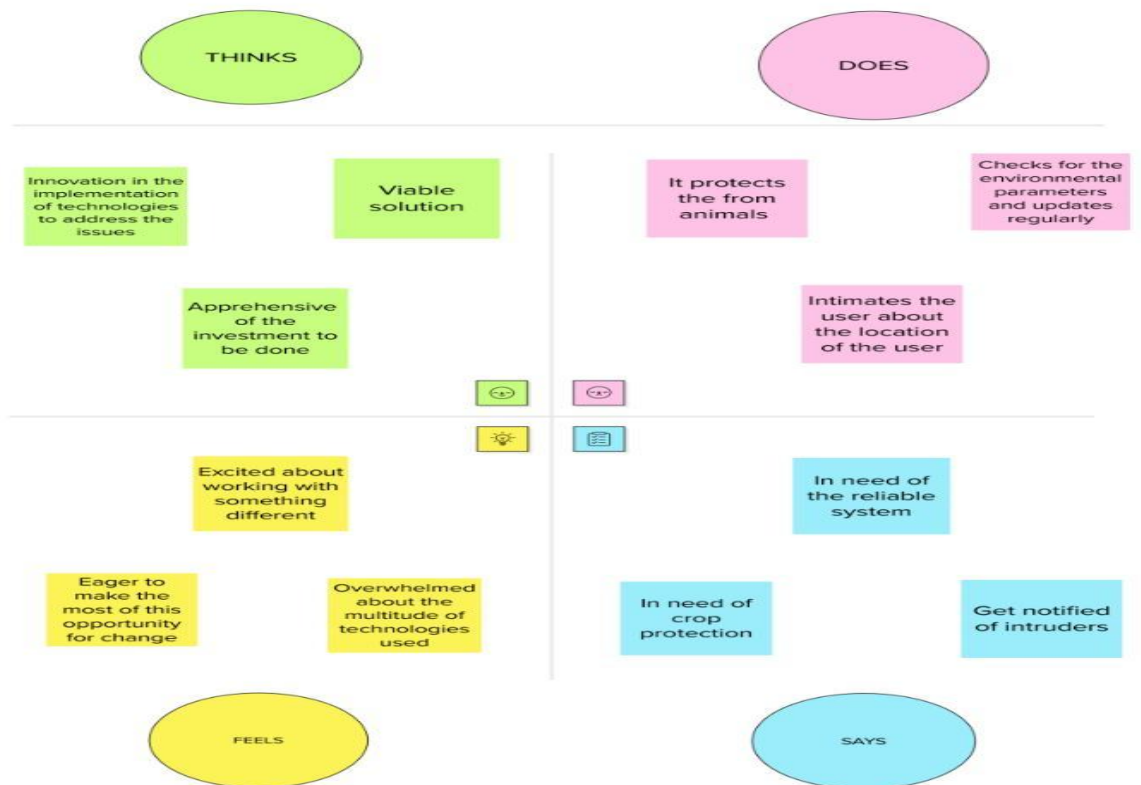 THINKS
DOES
Innovation in the
implementation
of technologies
to address the
issues
Viable
solution
Apprehensive
of the
investment to
be done
It protects
the from
animals
Checks for the
environmental
parameters
and updates
regularly
Intimates the
user about
the location
of the user
Excited about
working with
something
different
Eager to
make the
most of this
opportunity
for change
Overwhelmed
about the
multitude of
technologies
used
In need of
the reliable
system
In need of
crop
protection
Get notified
of intruders
FEELS
SAYS